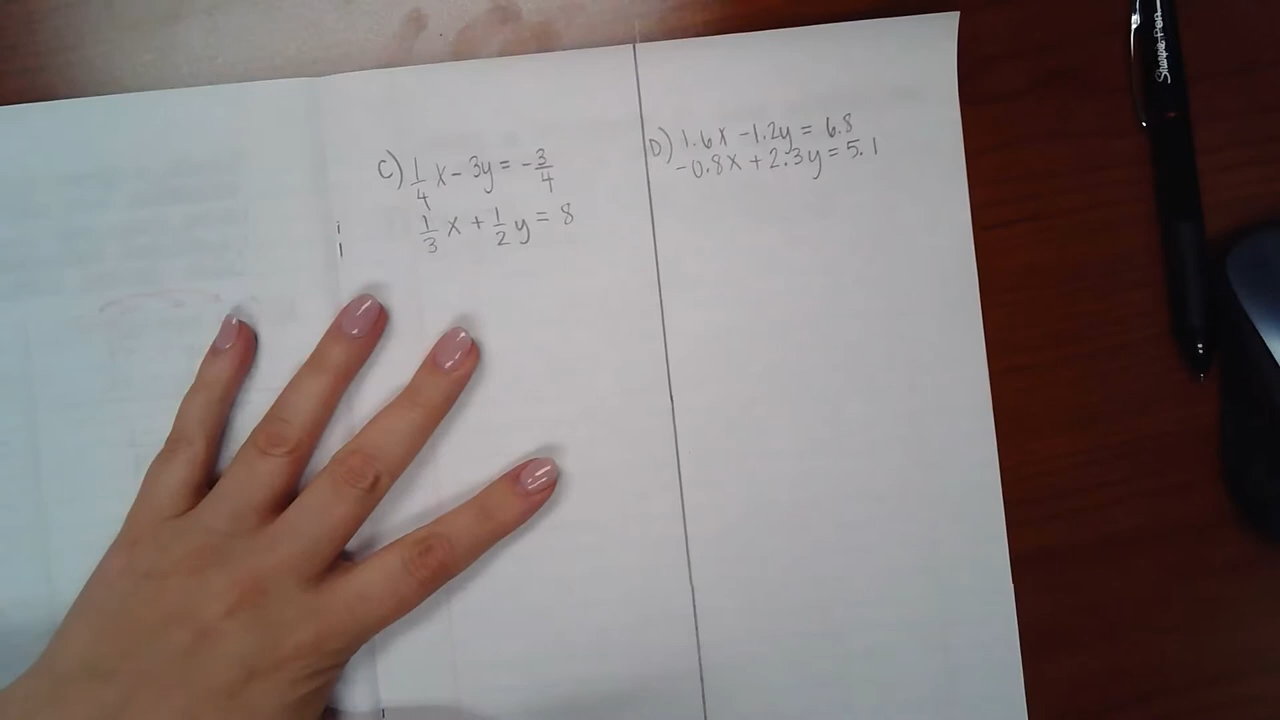 C) 1/4 x - 3y = - 3/4
1/3 x + 1/2 y = 8
D) 1.6x - 1.2y = 6.8
-0.8x + 2.3y = 5.1
Sharpie Pen